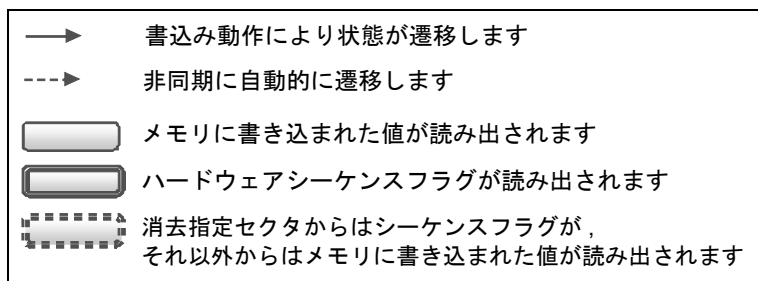 書込み動作により状態が遷移します
非同期に自動的に遷移します
メモリに書き込まれた値が読み出されます
ハードウェアシーケンスフラグが読み出されます
消去指定セクタからはシーケンスフラグが ,
それ以外からはメモリに書き込まれた値が読み出されます